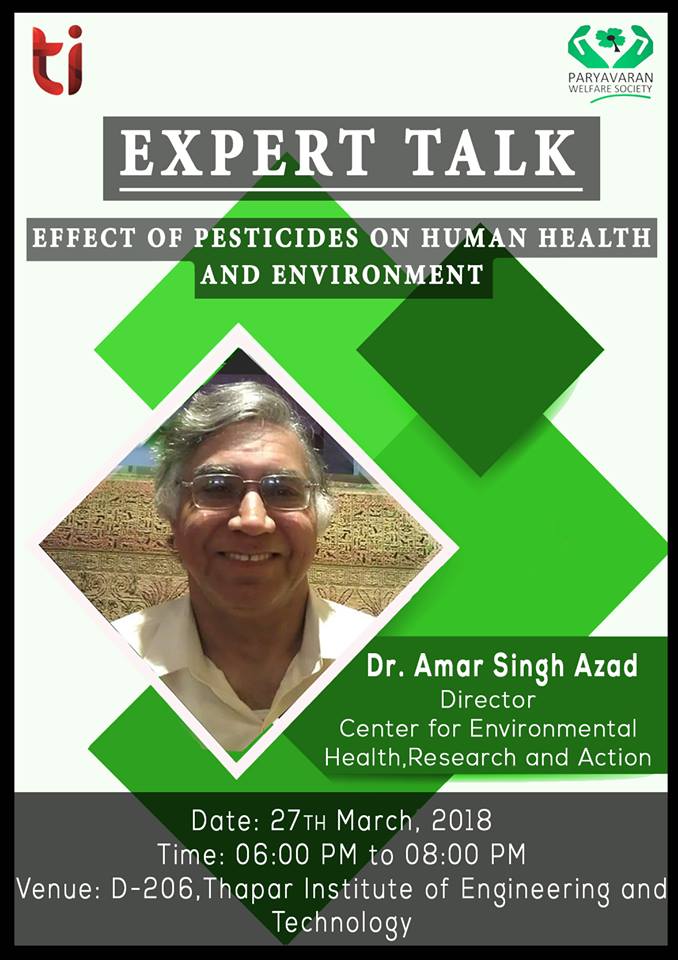 ti
PARYAVARAN
WELFARE SOCIETY
EXPERT TALK
EFFECT OF PESTICIDES ON HUMAN HEALTH
AND ENVIRONMENT
Dr. Amar Singh Azad
Director
Center for Environmental
Health,Research and Action
Date: 27TH March, 2018
Time: 06:00 PM to 08:00 PM
Venue: D-206,Thapar Institute of Engineering and
Technology